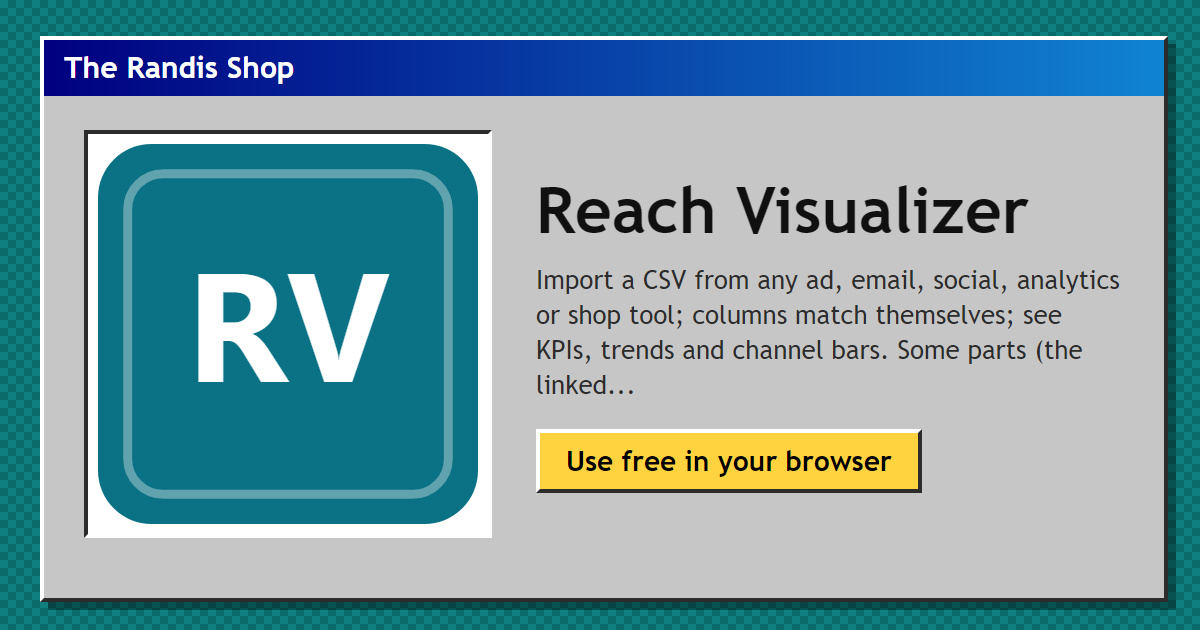 The Randis Shop
RV
Reach Visualizer
Import a CSV from any ad, email, social, analytics
or shop tool; columns match themselves; see
KPIs, trends and channel bars. Some parts (the
linked...
Use free in your browser